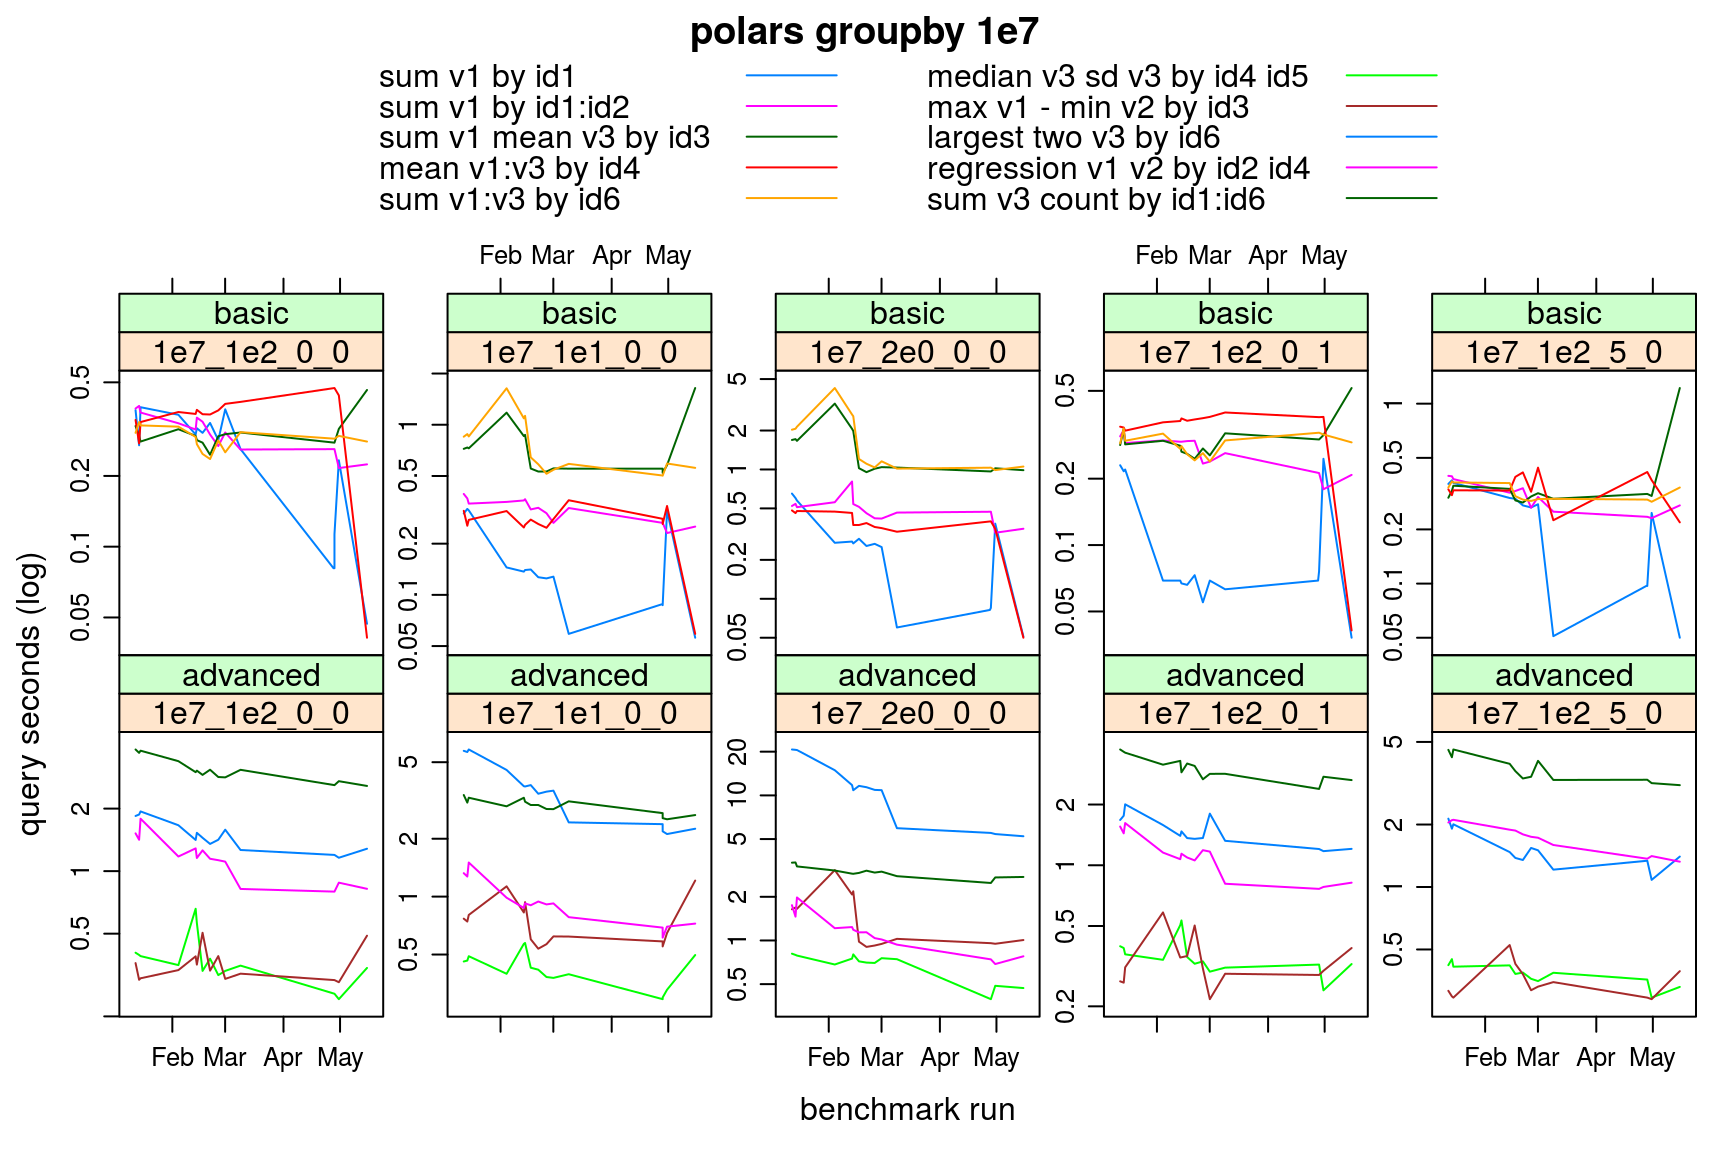 polars groupby 1e7
sum v1 by id1
sum v1 by id1:id2
sum v1 mean v3 by id3
mean v1:v3 by id4
sum v1:v3 by id6
median v3 sd v3 by id4 id5
max v1 - min v2 by id3
largest two v3 by id6
regression v1 v2 by id2 id4
sum v3 count by id1:id6
Feb Mar Apr May
Feb Mar Apr May
basic
1e7_1e2_0_0
0.5
0.2
0.1
0.05
basic
1e7_1e1_0_0
1
0.5
0.2
0.1
0.05
basic
1e7_2e0_0_0
5
2
1
0.5
0.2
0.05
basic
1e7_1e2_0_1
0.5
0.2
0.1
0.05
basic
1e7_1e2_5_0
1
0.5
0.2
0.1
0.05
advanced
1e7_1e2_0_0
2
1
0.5
advanced
1e7_1e1_0_0
5
2
1
0.5
advanced
1e7_2e0_0_0
20
10
5
2
1
0.5
advanced
1e7_1e2_0_1
2
1
0.5
0.2
advanced
1e7_1e2_5_0
5
2
1
0.5
Feb Mar Apr May
Feb Mar Apr May
Feb Mar Apr May
query seconds (log)
benchmark run